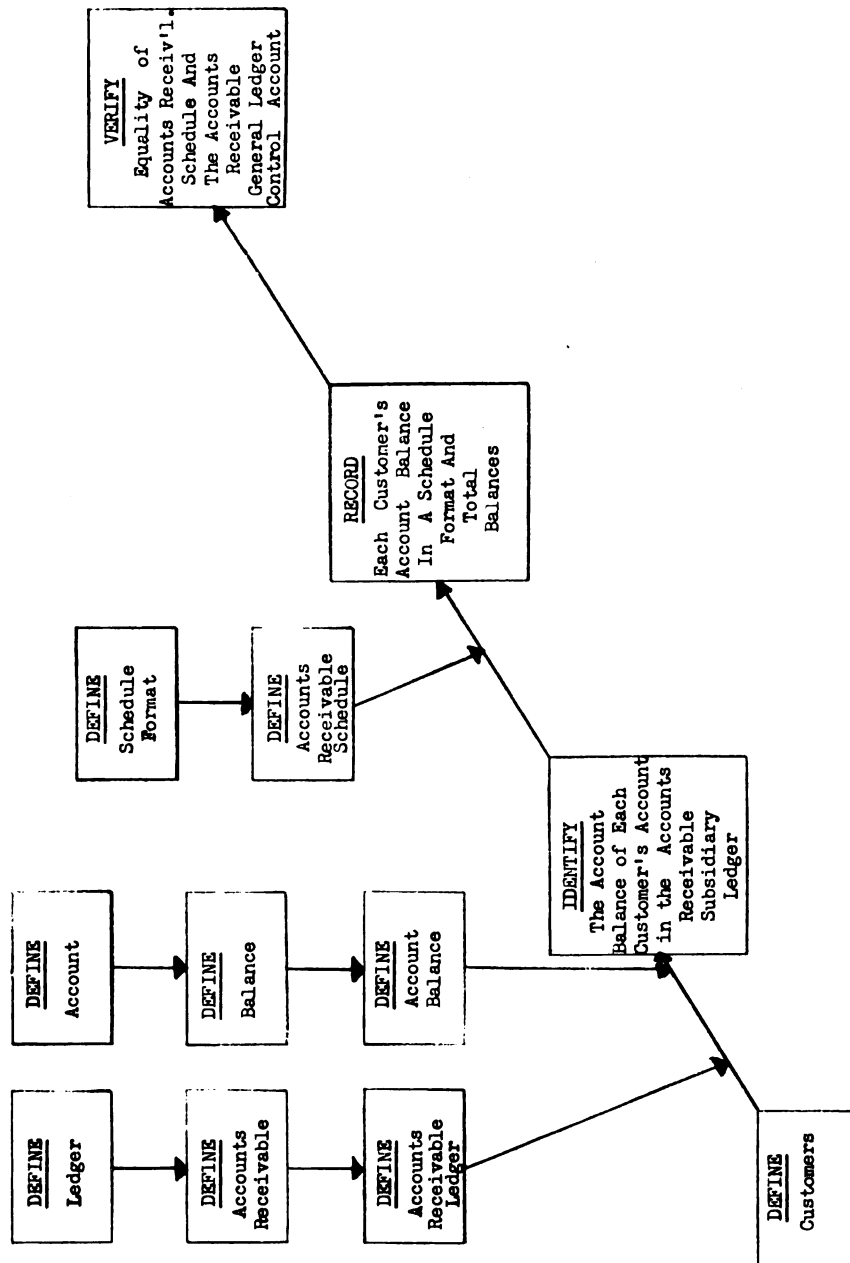 DEFINE
Ledger
DEFINE
Accounts
Receivable
DEFINE
Accounts
Receivable
Ledger
DEFINE
Customers
DEFINE
Account
DEFINE
Balance
DEFINE
Account
Balance
IDENTIFY
The Account
Balance of Each
Customer's Account
in the Accounts
Receivable
Subsidiary
Ledger
DEFINE
Schedule
Format
DEFINE
Accounts
Receivable
Schedule
RECORD
Each Customer's
Account Balance
In A Schedule
Format And
Total
Balances
VERIFY
Equality of
Accounts Receiv'l.
Schedule And
The Accounts
Receivable
General Ledger
Control Account